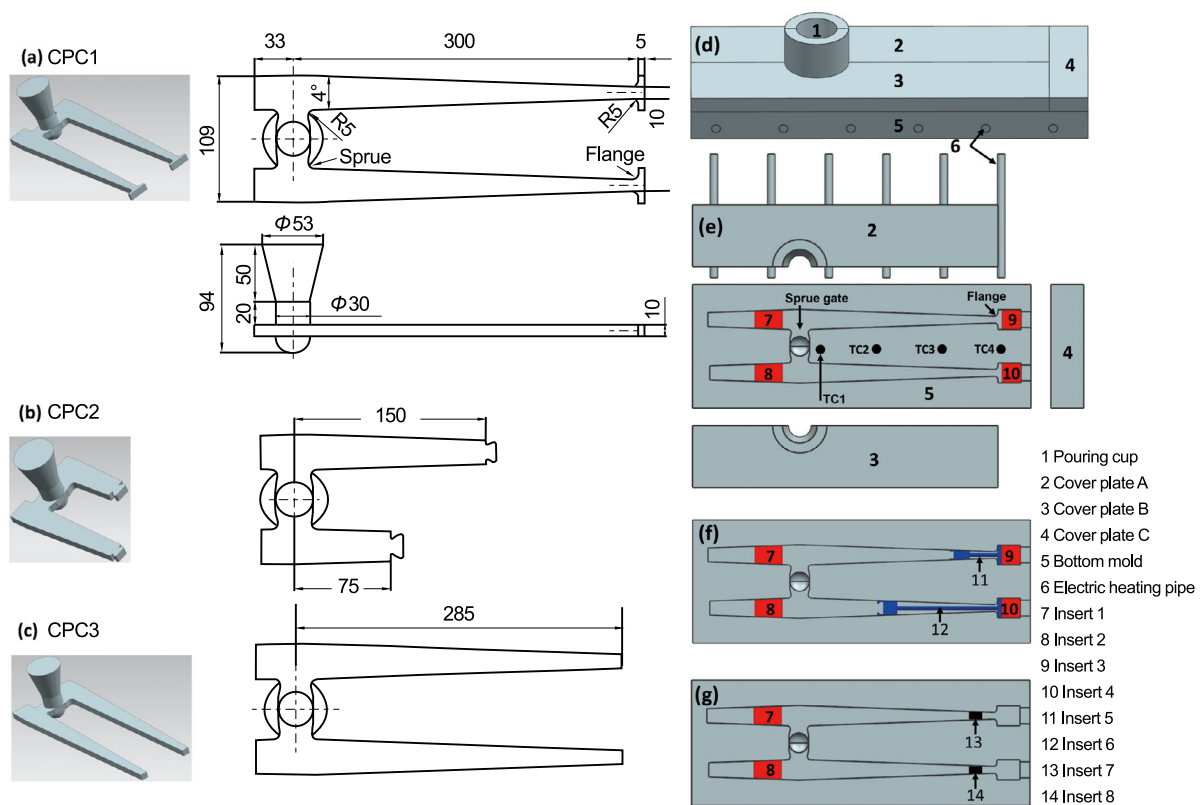 (a) CPC1
33
300
5
109
4°
R5
R5
10
Sprue
Flange
Φ53
94
50
20
Φ30
10
(b) CPC2
150
75
(c) CPC3
285
(d)
1
2
3
4
5
6
(e)
2
Sprue gate
Flange
7
9
TC2
TC3
TC4
4
8
10
TC1
5
3
(f)
7
9
11
8
10
12
(g)
7
13
8
14
1 Pouring cup
2 Cover plate A
3 Cover plate B
4 Cover plate C
5 Bottom mold
6 Electric heating pipe
7 Insert 1
8 Insert 2
9 Insert 3
10 Insert 4
11 Insert 5
12 Insert 6
13 Insert 7
14 Insert 8